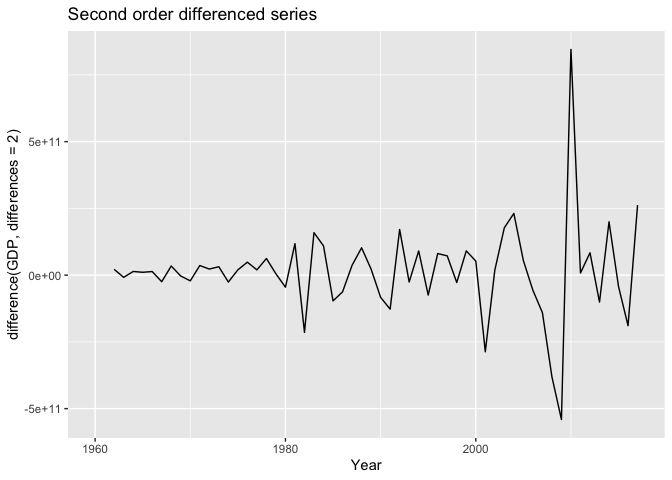 Second order differenced series
difference(GDP, differences = 2)
5e+11
0e+00
-5e+11
1960
1980
2000
Year